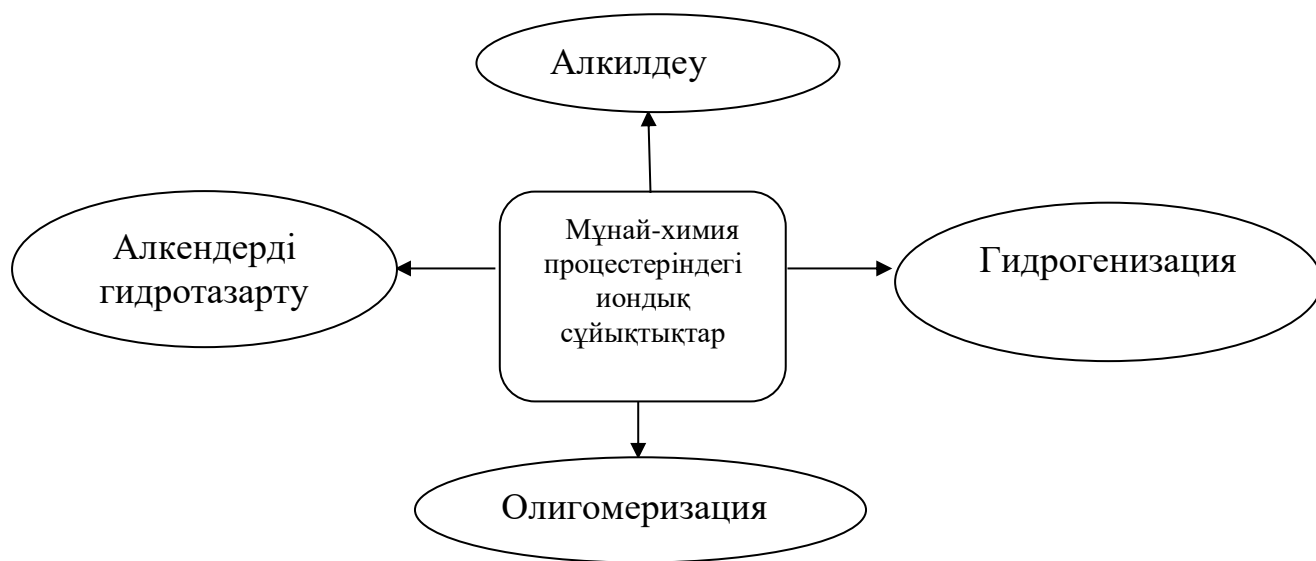 Алкилдеу
Алкендерді
гидротазарту
Мұнай-химия
процестеріндегі
иондық
сұйықтықтар
Гидрогенизация
Олигомеризация